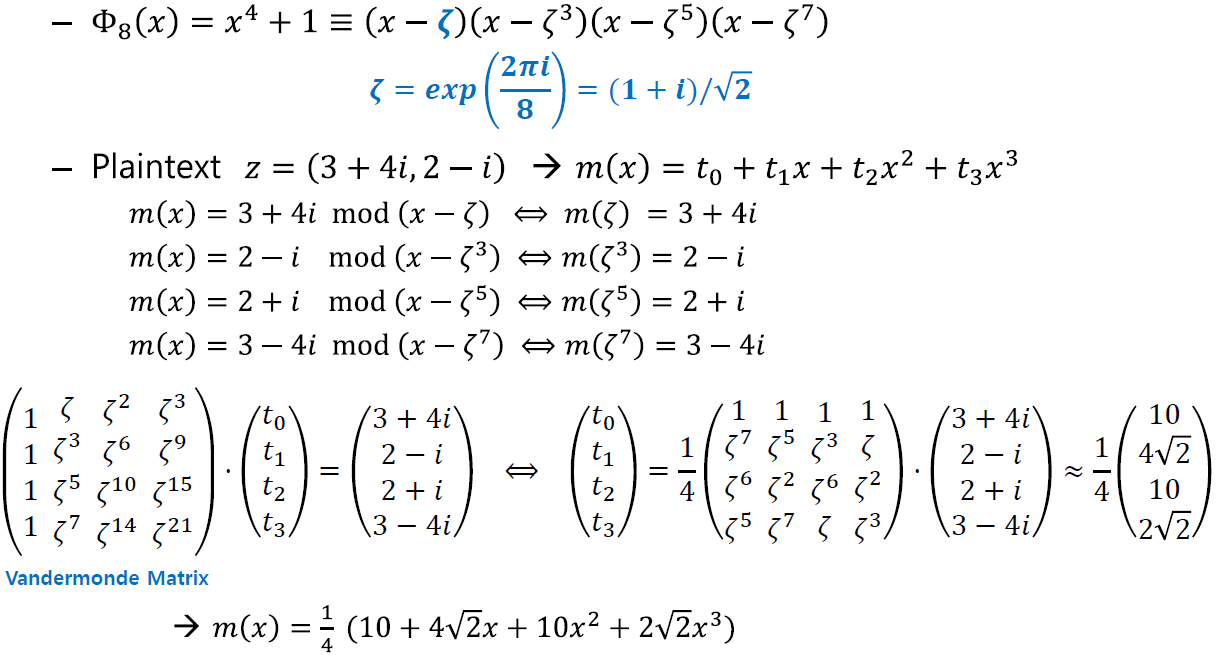 – Φ₈(x) = x⁴ + 1 ≡ (x − ζ)(x − ζ³)(x − ζ⁵)(x − ζ⁷)
ζ = exp(2πi/8) = (1 + i)/√2
– Plaintext z = (3 + 4i, 2 − i) → m(x) = t₀ + t₁x + t₂x² + t₃x³
m(x) = 3 + 4i mod (x − ζ) ⇔ m(ζ) = 3 + 4i
m(x) = 2 − i mod (x − ζ³) ⇔ m(ζ³) = 2 − i
m(x) = 2 + i mod (x − ζ⁵) ⇔ m(ζ⁵) = 2 + i
m(x) = 3 − 4i mod (x − ζ⁷) ⇔ m(ζ⁷) = 3 − 4i
1 ζ ζ² ζ³ t₀ 3 + 4i t₀ 1 1 1 1 3 + 4i 10
1 ζ³ ζ⁶ ζ⁹ t₁ 2 − i t₁ ζ⁷ ζ⁵ ζ³ ζ 2 − i 4√2
· = ⇔ = 1/4 · ≈ 1/4
1 ζ⁵ ζ¹⁰ ζ¹⁵ t₂ 2 + i t₂ ζ⁶ ζ² ζ⁶ ζ² 2 + i 10
1 ζ⁷ ζ¹⁴ ζ²¹ t₃ 3 − 4i t₃ ζ⁵ ζ⁷ ζ ζ³ 3 − 4i 2√2
Vandermonde Matrix
→ m(x) = 1/4 (10 + 4√2x + 10x² + 2√2x³)